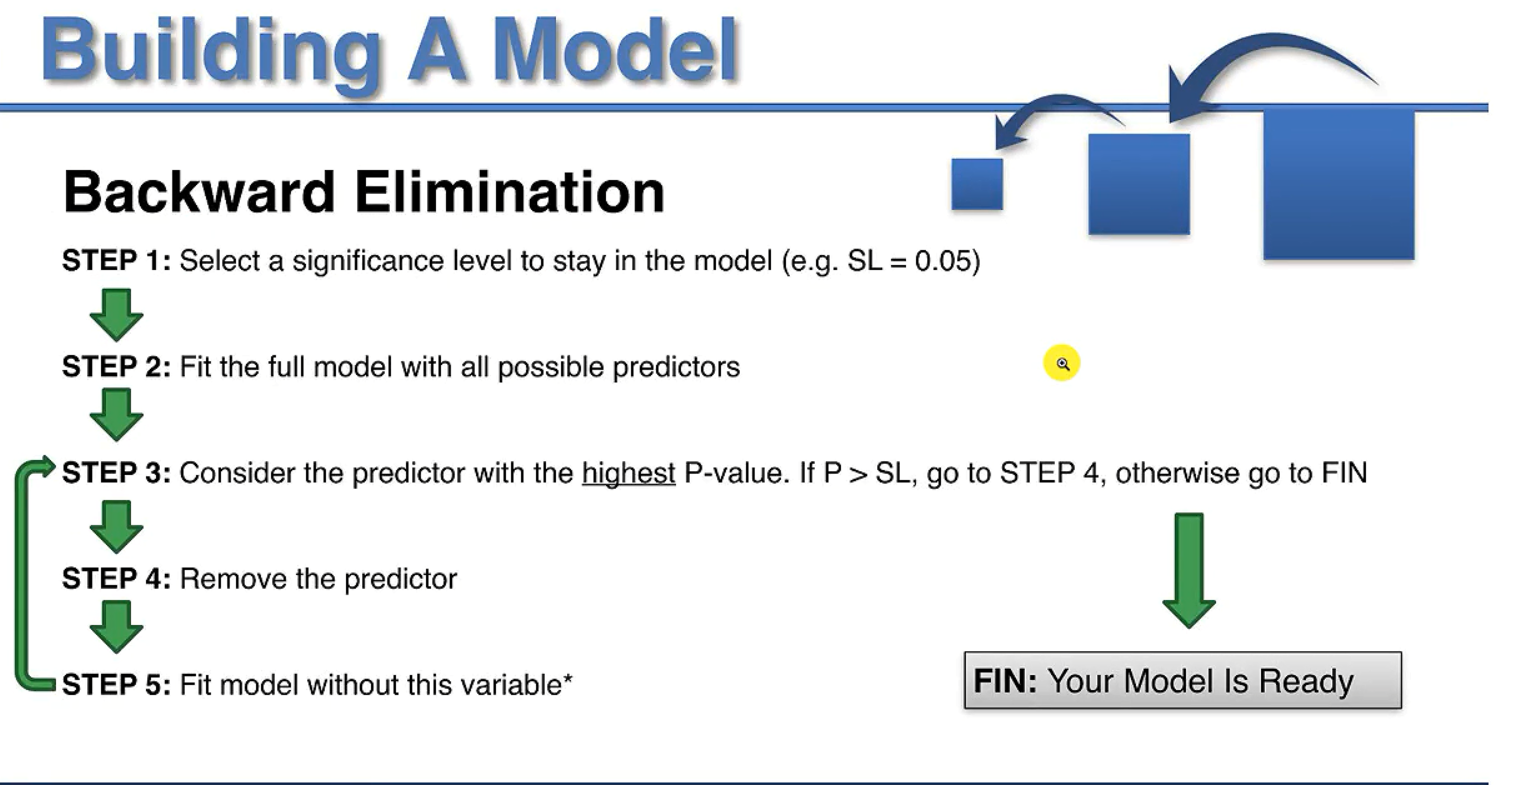 Building A Model
Backward Elimination
STEP 1: Select a significance level to stay in the model (e.g. SL = 0.05)
STEP 2: Fit the full model with all possible predictors
STEP 3: Consider the predictor with the highest P-value. If P > SL, go to STEP 4, otherwise go to FIN
STEP 4: Remove the predictor
STEP 5: Fit model without this variable*
FIN: Your Model Is Ready